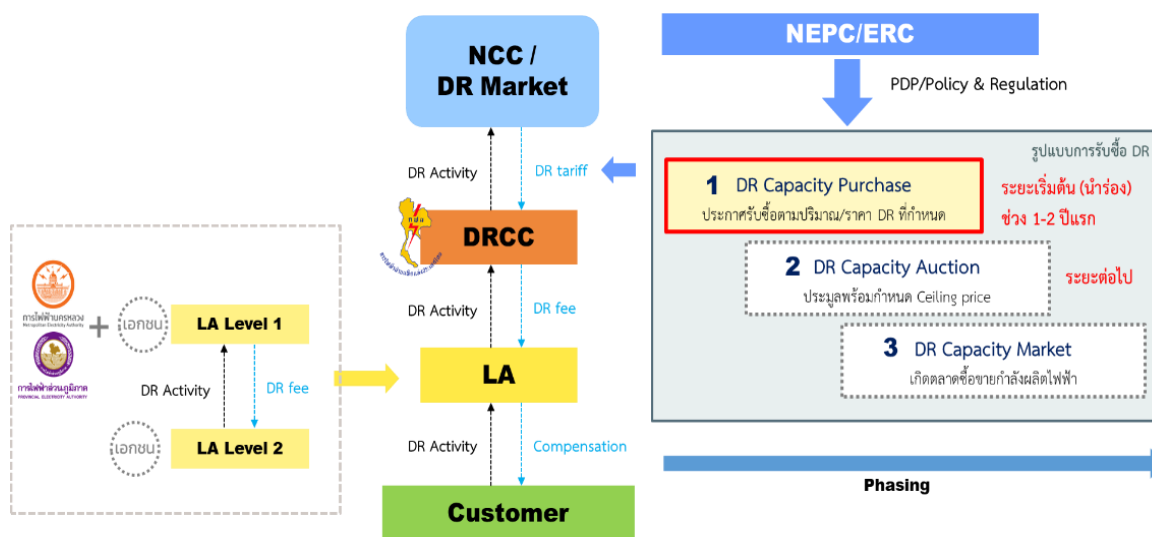 NCC /
DR Market
NEPC/ERC
PDP/Policy & Regulation
รูปแบบการรับซื้อ DR
1 DR Capacity Purchase
ประกาศรับซื้อตามปริมาณ/ราคา DR ที่กำหนด
ระยะเริ่มต้น (นำร่อง)
ช่วง 1-2 ปีแรก
2 DR Capacity Auction
ประมูลพร้อมกำหนด Ceiling price
ระยะต่อไป
3 DR Capacity Market
เกิดตลาดซื้อขายกำลังผลิตไฟฟ้า
Phasing
DR Activity
DR tariff
กฟผ
DRCC
DR Activity
DR fee
LA
DR Activity
Compensation
Customer
การไฟฟ้านครหลวง
Metropolitan Electricity Authority
+
เอกชน
LA Level 1
การไฟฟ้าส่วนภูมิภาค
PROVINCIAL ELECTRICITY AUTHORITY
DR Activity
DR fee
เอกชน
LA Level 2